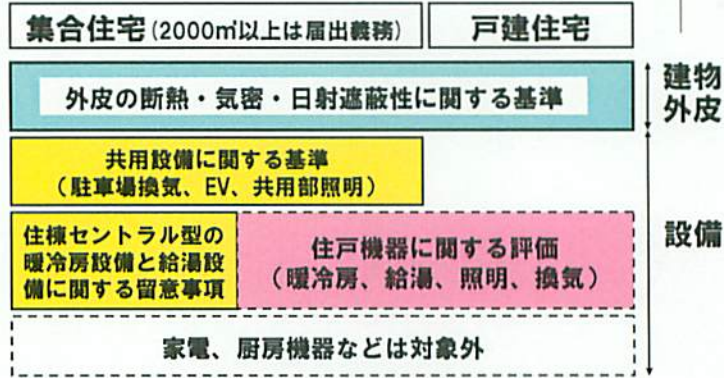 集合住宅(2000㎡以上は届出義務)
戸建住宅
外皮の断熱・気密・日射遮蔽性に関する基準
建物
外皮
共用設備に関する基準
(駐車場換気、EV、共用部照明)
住棟セントラル型の
暖冷房設備と給湯設
備に関する留意事項
住戸機器に関する評価
(暖冷房、給湯、照明、換気)
設備
家電、厨房機器などは対象外